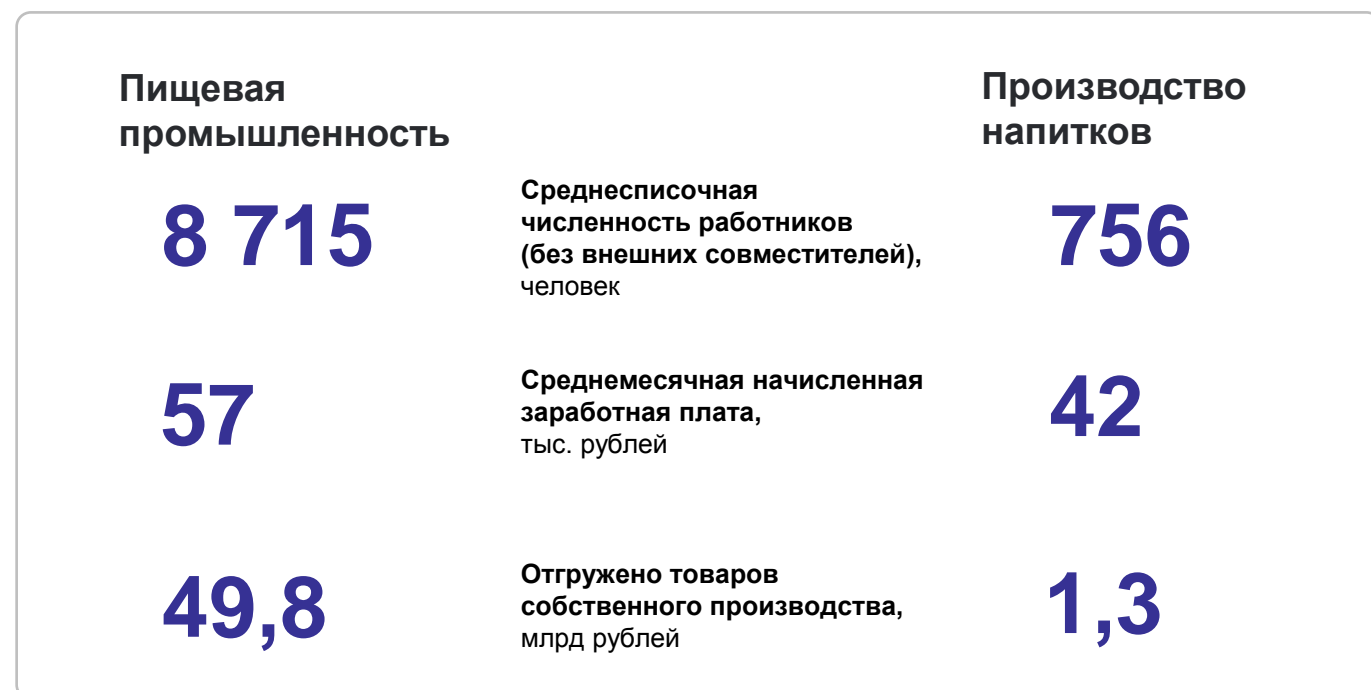 Пищевая
промышленность
Производство
напитков
8 715
Среднесписочная
численность работников
(без внешних совместителей),
человек
756
57
Среднемесячная начисленная
заработная плата,
тыс. рублей
42
49,8
Отгружено товаров
собственного производства,
млрд рублей
1,3